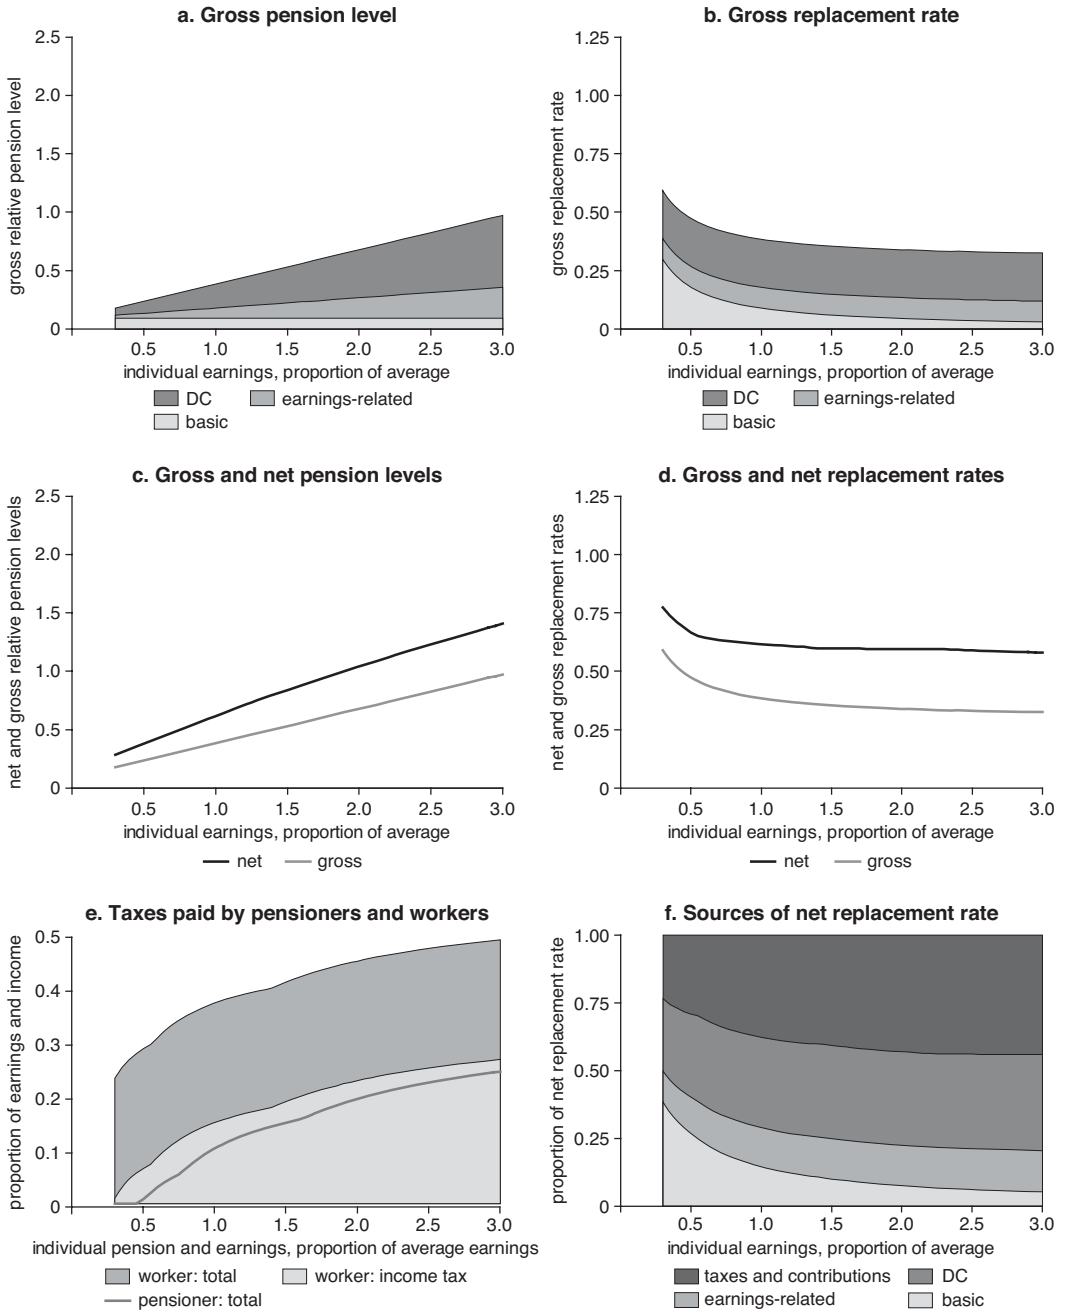 a. Gross pension level
gross relative pension level
2.5
2.0
1.5
1.0
0.5
0
0.5 1.0 1.5 2.0 2.5 3.0
individual earnings, proportion of average
DC earnings-related
basic
b. Gross replacement rate
gross replacement rate
1.25
1.00
0.75
0.50
0.25
0
0.5 1.0 1.5 2.0 2.5 3.0
individual earnings, proportion of average
DC earnings-related
basic
c. Gross and net pension levels
net and gross relative pension levels
2.5
2.0
1.5
1.0
0.5
0
0.5 1.0 1.5 2.0 2.5 3.0
individual earnings, proportion of average
net gross
d. Gross and net replacement rates
net and gross replacement rates
1.25
1.00
0.75
0.50
0.25
0
0.5 1.0 1.5 2.0 2.5 3.0
individual earnings, proportion of average
net gross
e. Taxes paid by pensioners and workers
proportion of earnings and income
0.5
0.4
0.3
0.2
0.1
0
0.5 1.0 1.5 2.0 2.5 3.0
individual pension and earnings, proportion of average earnings
worker: total worker: income tax
pensioner: total
f. Sources of net replacement rate
proportion of net replacement rate
1.00
0.75
0.50
0.25
0
0.5 1.0 1.5 2.0 2.5 3.0
individual earnings, proportion of average
taxes and contributions DC
earnings-related basic